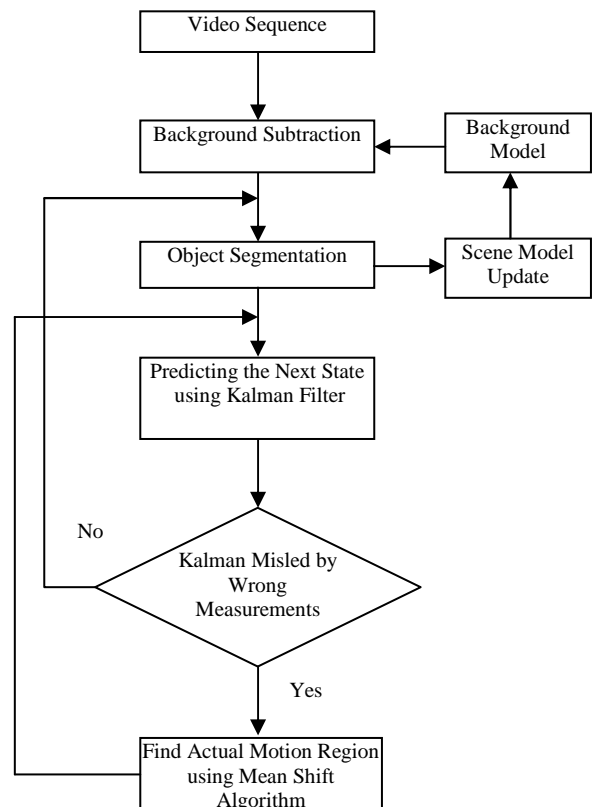 Video Sequence
Background Subtraction
Background
Model
Object Segmentation
Scene Model
Update
Predicting the Next State
using Kalman Filter
No
Kalman Misled by
Wrong
Measurements
Yes
Find Actual Motion Region
using Mean Shift
Algorithm